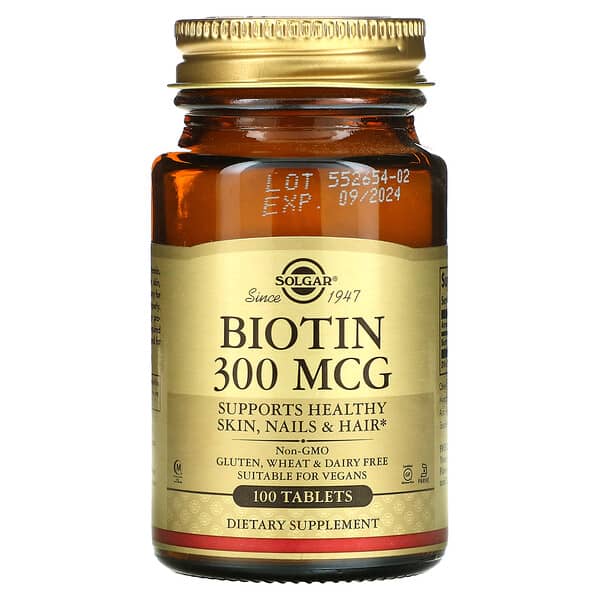 LOT 552654-02
EXP. 09/2024
SOLGAR®
Since 1947
BIOTIN
300 MCG
SUPPORTS HEALTHY
SKIN, NAILS & HAIR*
Non-GMO
GLUTEN, WHEAT & DAIRY FREE
SUITABLE FOR VEGANS
100 TABLETS
DIETARY SUPPLEMENT